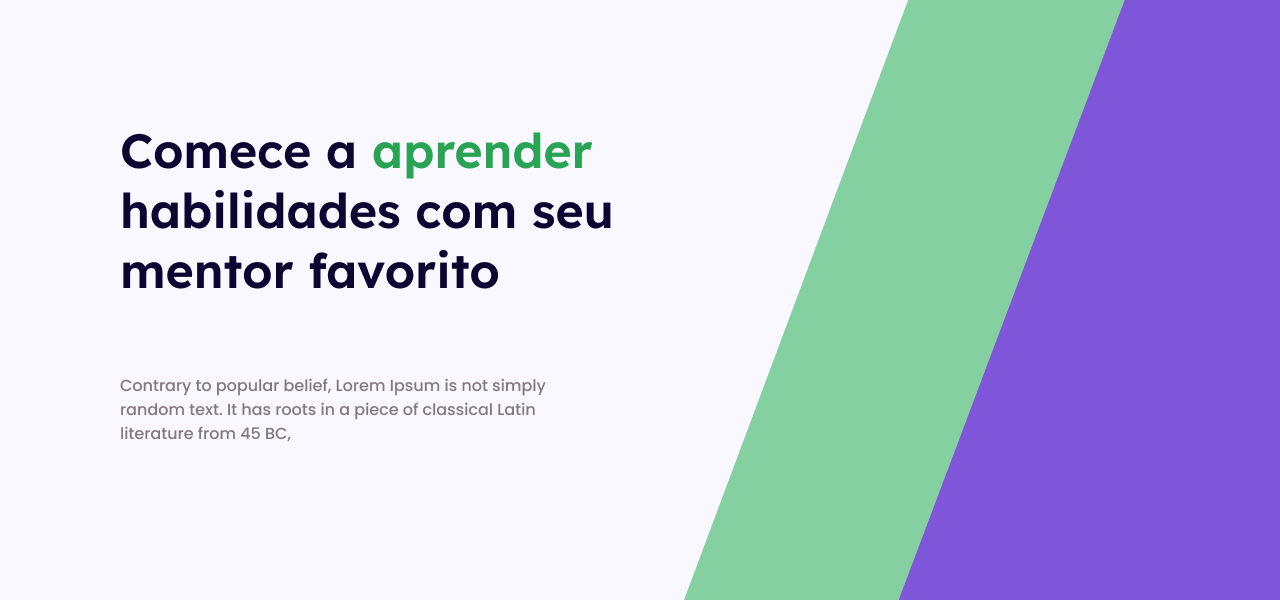 Comece a aprender
habilidades com seu
mentor favorito
Contrary to popular belief, Lorem Ipsum is not simply
random text. It has roots in a piece of classical Latin
literature from 45 BC,